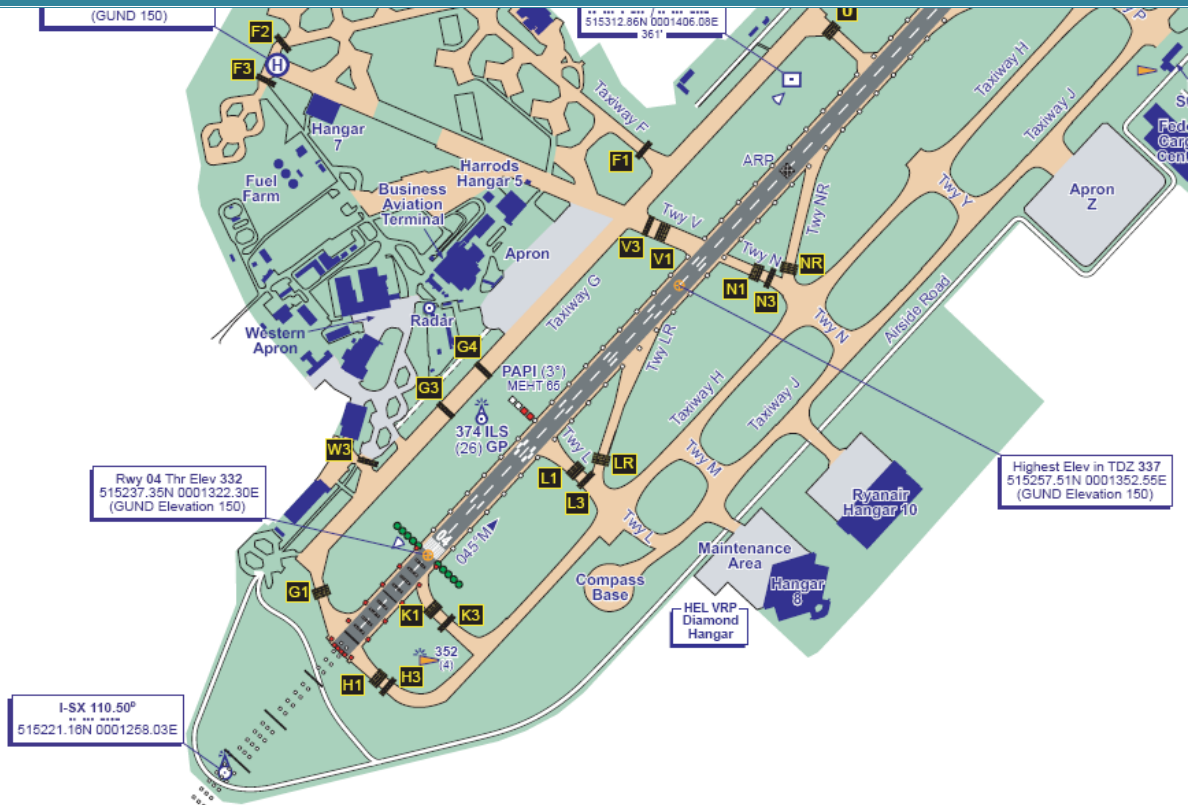 (GUND 150)
F2
H
F3
Hangar
7
Fuel
Farm
Harrods
Hangar 5
Business
Aviation
Terminal
Apron
Western
Apron
Radar
G4
G3
W3
515312.86N 0001406.08E
361'
U
Taxiway F
F1
ARP
Taxiway H
Taxiway J
Twy P
Twy Y
Apron
Z
Twy V
V3
V1
Twy N
Twy NR
NR
N1
N3
Taxiway G
Twy N
Airside Road
Twy LR
PAPI (3°)
MEHT 65
374 ILS
(26) GP
Twy L
Taxiway H
Taxiway J
Twy M
LR
L1
L3
Twy L
Rwy 04 Thr Elev 332
515237.35N 0001322.30E
(GUND Elevation 150)
Highest Elev in TDZ 337
515257.51N 0001352.55E
(GUND Elevation 150)
Ryanair
Hangar 10
Maintenance
Area
Hangar
8
Compass
Base
HEL VRP
Diamond
Hangar
04
045°M
G1
K1
K3
352
(4)
H1
H3
I-SX 110.50ᴰ
515221.16N 0001258.03E